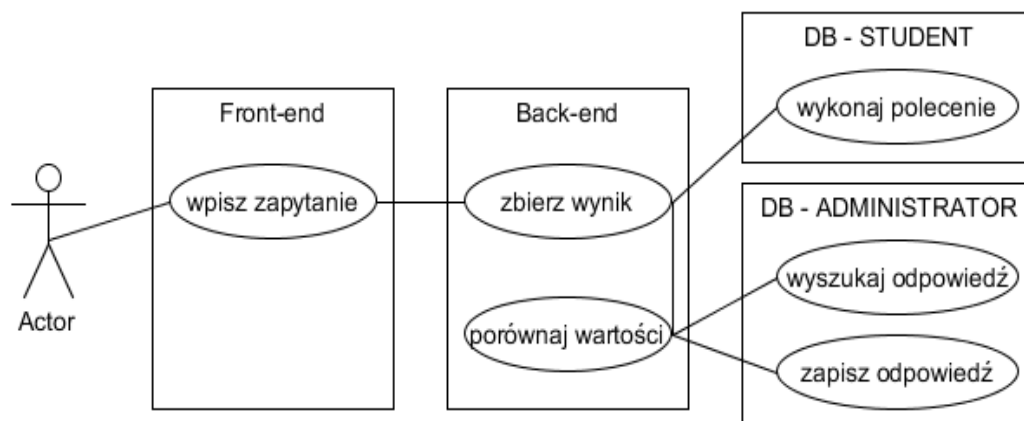 Actor
Front-end
wpisz zapytanie
Back-end
zbierz wynik
porównaj wartości
DB - STUDENT
wykonaj polecenie
DB - ADMINISTRATOR
wyszukaj odpowiedź
zapisz odpowiedź